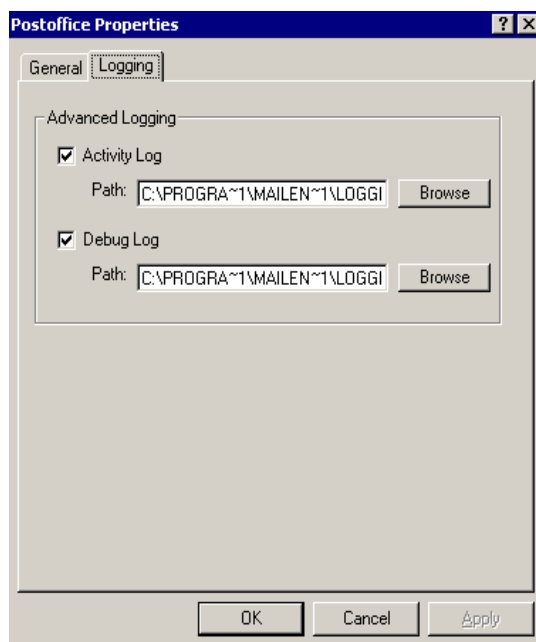 Postoffice Properties
General Logging
Advanced Logging
Activity Log
Path: C:\PROGRA~1\MAILEN~1\LOGGI Browse
Debug Log
Path: C:\PROGRA~1\MAILEN~1\LOGGI Browse
OK Cancel Apply